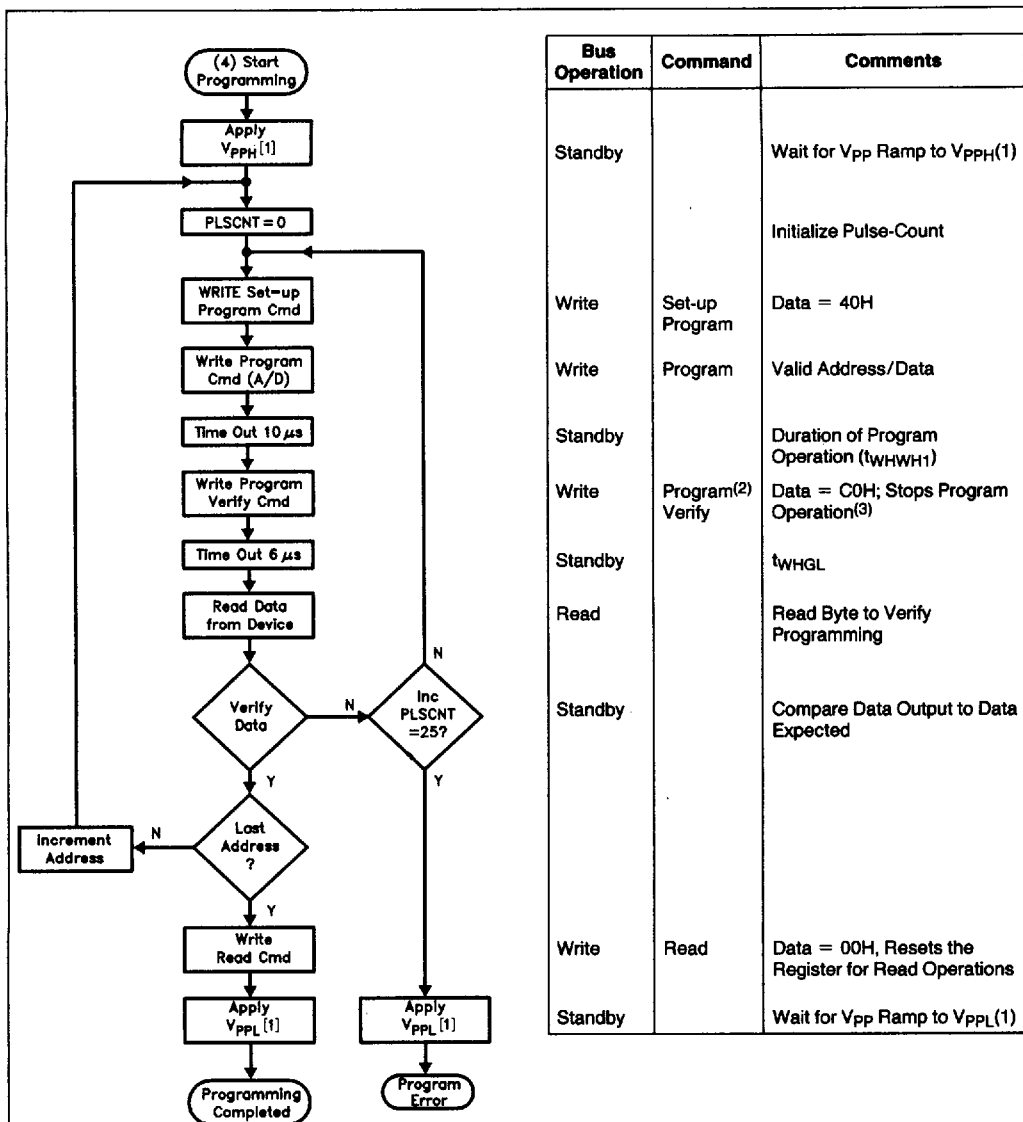 (4) Start
Programming
Apply
VPPH[1]
PLSCNT = 0
WRITE Set-up
Program Cmd
Write Program
Cmd (A/D)
Time Out 10 μs
Write Program
Verify Cmd
Time Out 6 μs
Read Data
from Device
Verify
Data
N
Inc
PLSCNT
=25?
N
Y
Y
Last
Address
?
N
Increment
Address
Y
Write
Read Cmd
Apply
VPPL[1]
Programming
Completed
Apply
VPPL[1]
Program
Error
Bus
Operation
Command
Comments
Standby
Wait for VPP Ramp to VPPH(1)
Initialize Pulse-Count
Write
Set-up
Program
Data = 40H
Write
Program
Valid Address/Data
Standby
Duration of Program
Operation (tWHWH1)
Write
Program(2)
Verify
Data = C0H; Stops Program
Operation(3)
Standby
tWHGL
Read
Read Byte to Verify
Programming
Standby
Compare Data Output to Data
Expected
Write
Read
Data = 00H, Resets the
Register for Read Operations
Standby
Wait for VPP Ramp to VPPL(1)